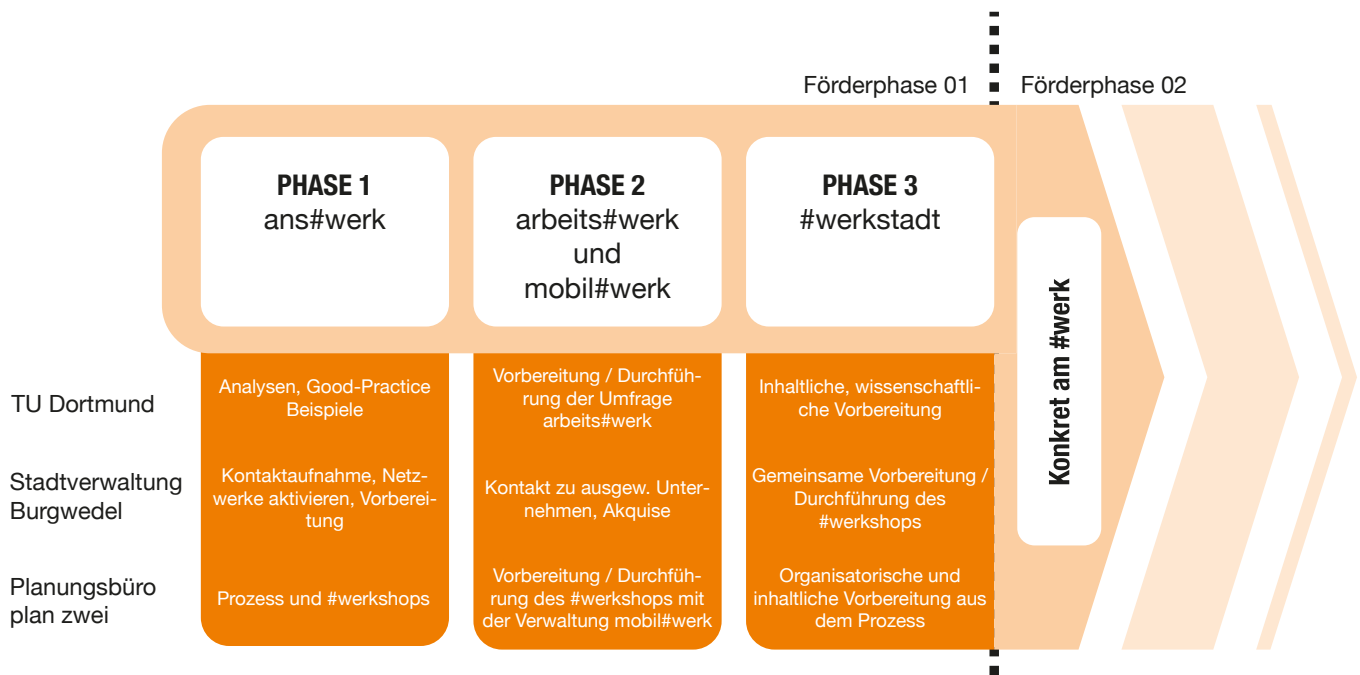 Förderphase 01
Förderphase 02
PHASE 1
ans#werk
PHASE 2
arbeits#werk
und
mobil#werk
PHASE 3
#werkstadt
Konkret am #werk
TU Dortmund
Analysen, Good-Practice
Beispiele
Vorbereitung / Durchfüh-
rung der Umfrage
arbeits#werk
Inhaltliche, wissenschaftli-
che Vorbereitung
Stadtverwaltung
Burgwedel
Kontaktaufnahme, Netz-
werke aktivieren, Vorberei-
tung
Kontakt zu ausgew. Unter-
nehmen, Akquise
Gemeinsame Vorbereitung /
Durchführung des
#werkshops
Planungsbüro
plan zwei
Prozess und #werkshops
Vorbereitung / Durchfüh-
rung des #werkshops mit
der Verwaltung mobil#werk
Organisatorische und
inhaltliche Vorbereitung aus
dem Prozess